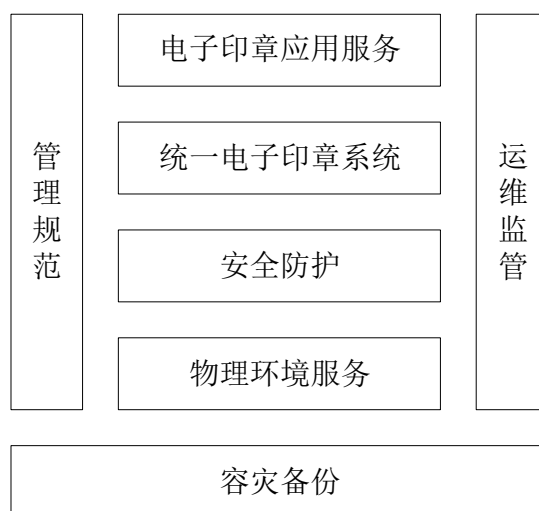 电子印章应用服务
管理规范
统一电子印章系统
运维监管
安全防护
物理环境服务
容灾备份